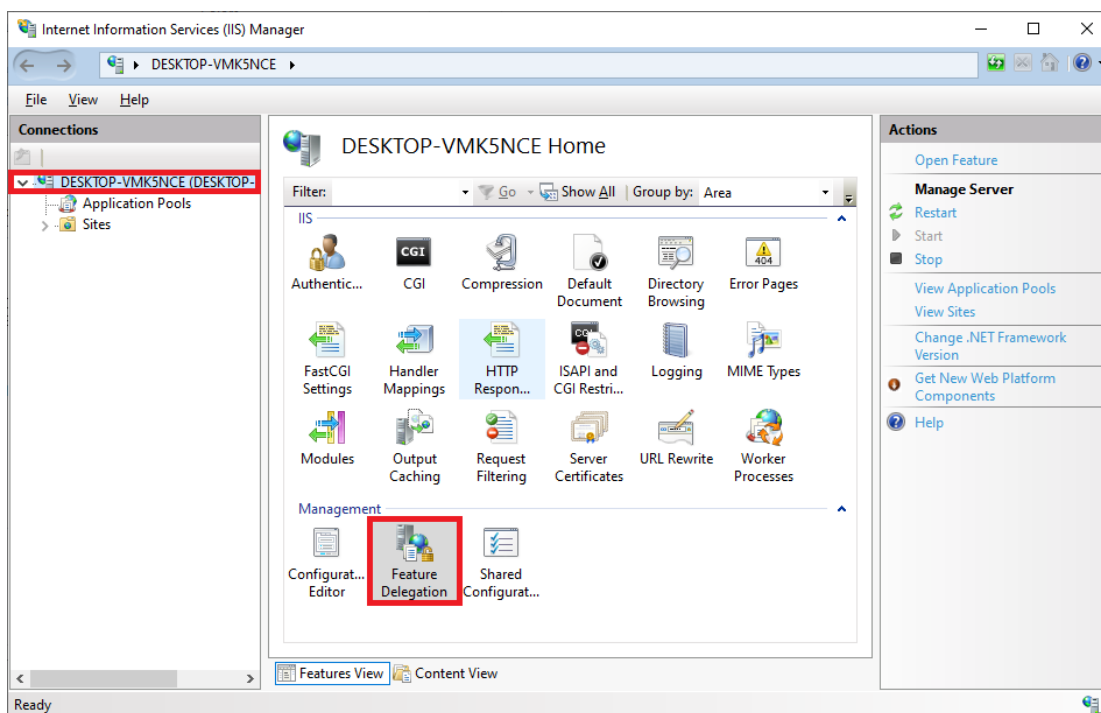 Internet Information Services (IIS) Manager
DESKTOP-VMK5NCE
File View Help
Connections
DESKTOP-VMK5NCE (DESKTOP-
Application Pools
Sites
DESKTOP-VMK5NCE Home
Filter: Go Show All Group by: Area
IIS
Authentic... CGI Compression Default Directory Error Pages
Document Browsing
FastCGI Handler HTTP ISAPI and Logging MIME Types
Settings Mappings Respon... CGI Restri...
Modules Output Request Server URL Rewrite Worker
Caching Filtering Certificates Processes
Management
Configurat... Feature Shared
Editor Delegation Configurat...
Features View Content View
Actions
Open Feature
Manage Server
Restart
Start
Stop
View Application Pools
View Sites
Change .NET Framework
Version
Get New Web Platform
Components
Help
Ready